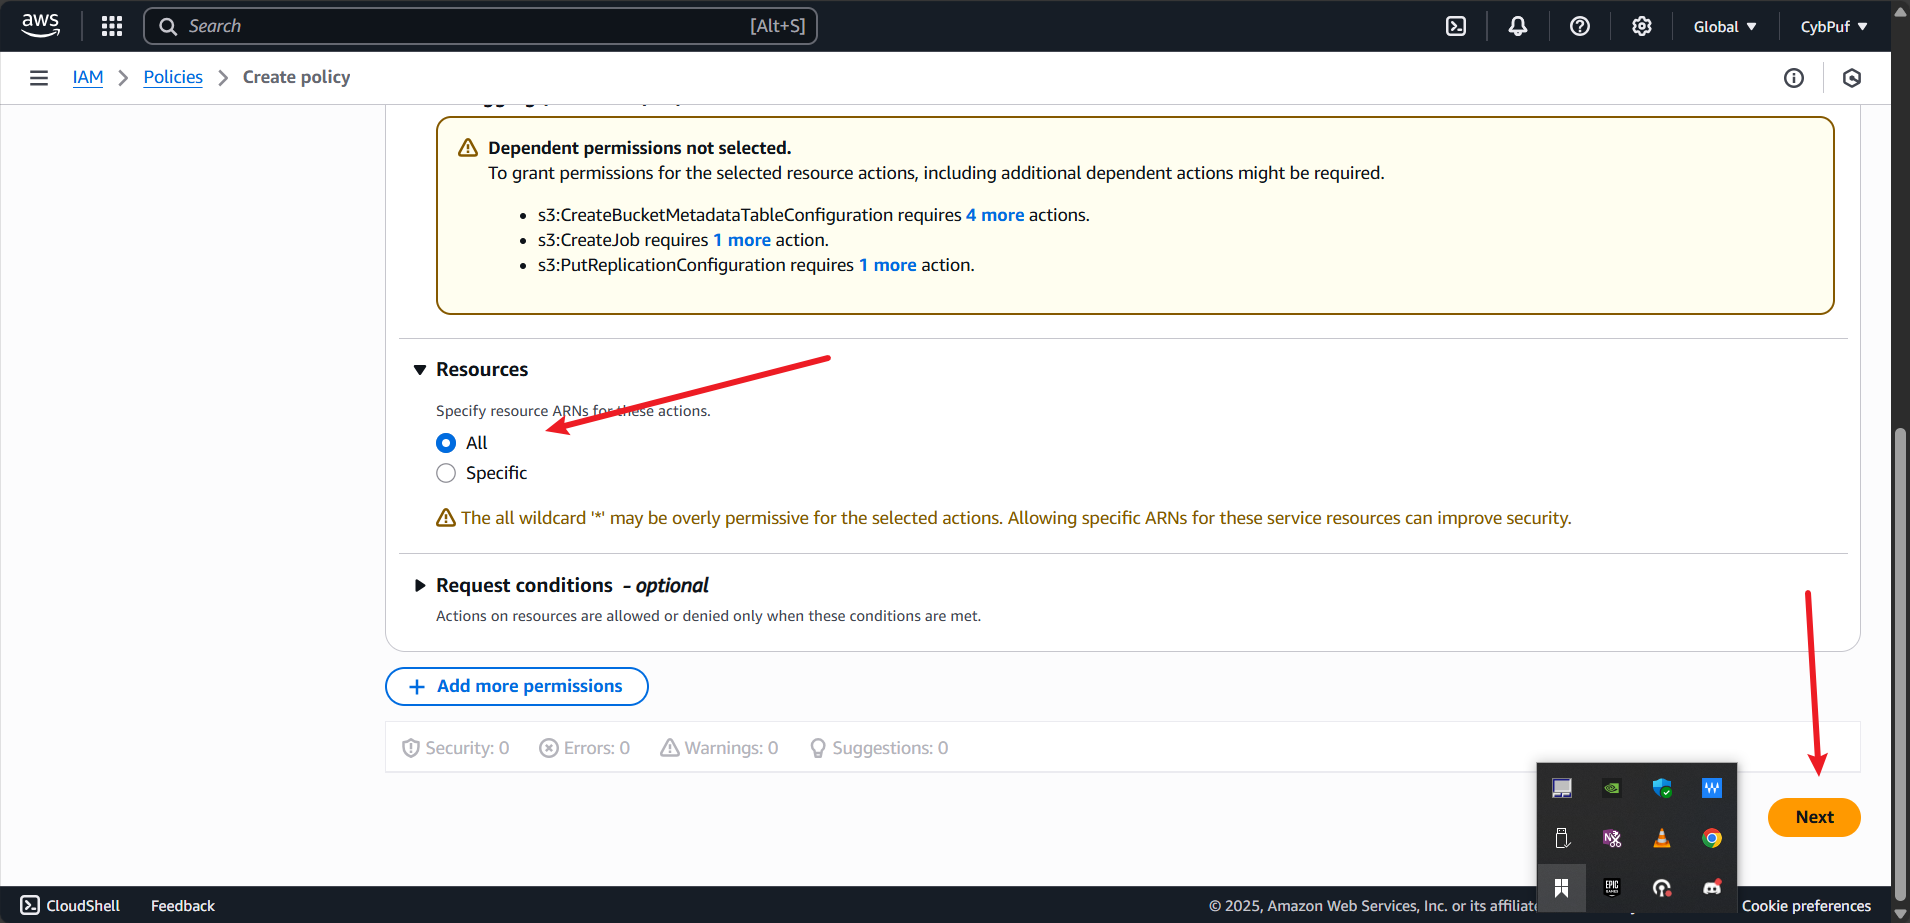 aws
Search
[Alt+S]
Global
CybPuf
IAM
Policies
Create policy
Dependent permissions not selected.
To grant permissions for the selected resource actions, including additional dependent actions might be required.
s3:CreateBucketMetadataTableConfiguration requires 4 more actions.
s3:CreateJob requires 1 more action.
s3:PutReplicationConfiguration requires 1 more action.
Resources
Specify resource ARNs for these actions.
All
Specific
The all wildcard '*' may be overly permissive for the selected actions. Allowing specific ARNs for these service resources can improve security.
Request conditions - optional
Actions on resources are allowed or denied only when these conditions are met.
+ Add more permissions
Security: 0
Errors: 0
Warnings: 0
Suggestions: 0
Next
EPIC
GAMES
CloudShell
Feedback
© 2025, Amazon Web Services, Inc. or its
Cookie preferences